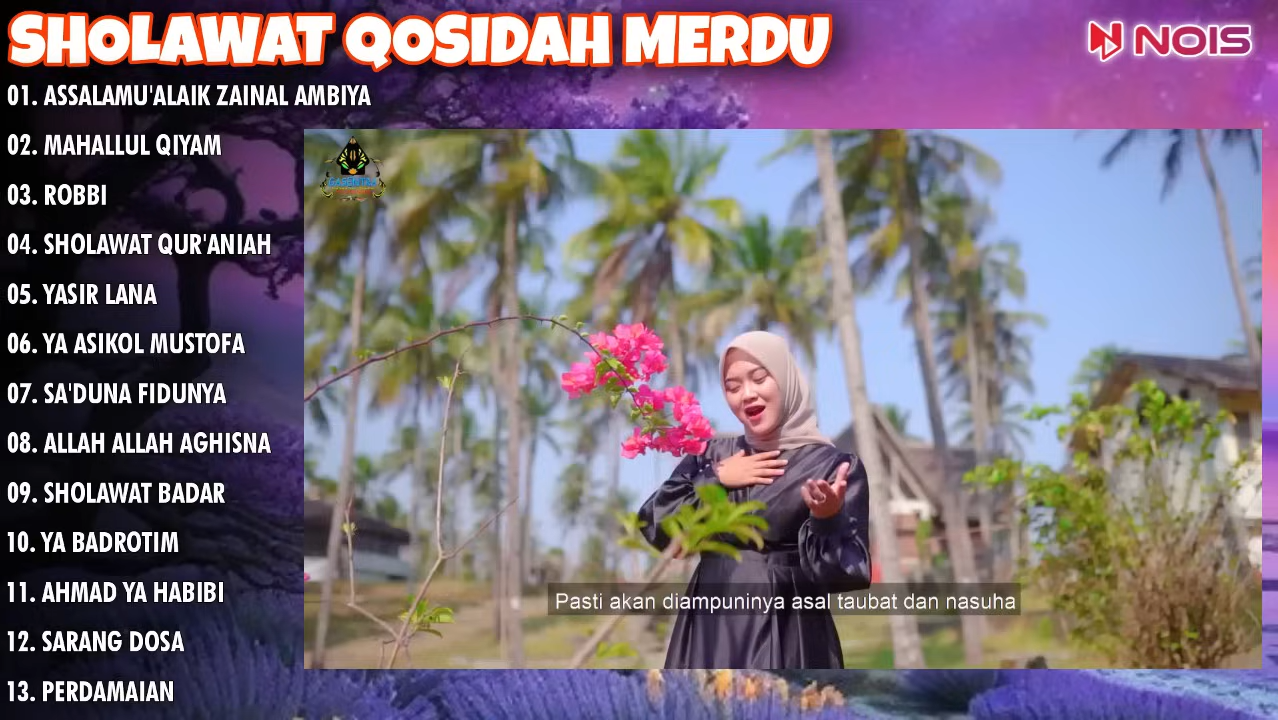 SHOLAWAT QOSIDAH MERDU
NOIS
01. ASSALAMU'ALAIK ZAINAL AMBIYA
02. MAHALLUL QIYAM
03. ROBBI
04. SHOLAWAT QUR'ANIAH
05. YASIR LANA
06. YA ASIKOL MUSTOFA
07. SA'DUNA FIDUNYA
08. ALLAH ALLAH AGHISNA
09. SHOLAWAT BADAR
10. YA BADROTIM
11. AHMAD YA HABIBI
12. SARANG DOSA
13. PERDAMAIAN
Pasti akan diampuninya asal taubat dan nasuha